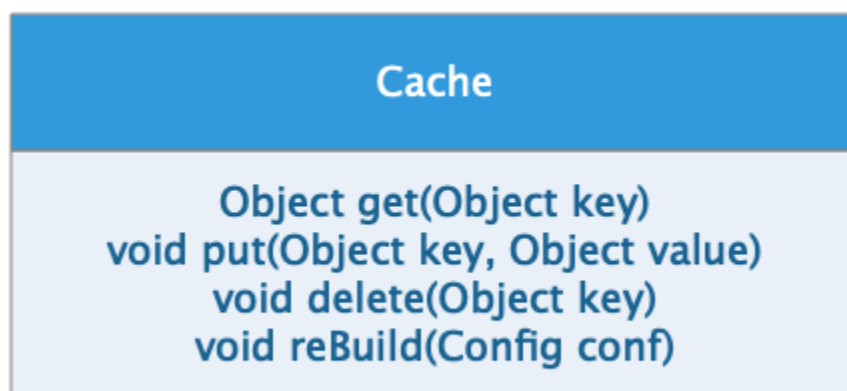 Cache
Object get(Object key)
void put(Object key, Object value)
void delete(Object key)
void reBuild(Config conf)